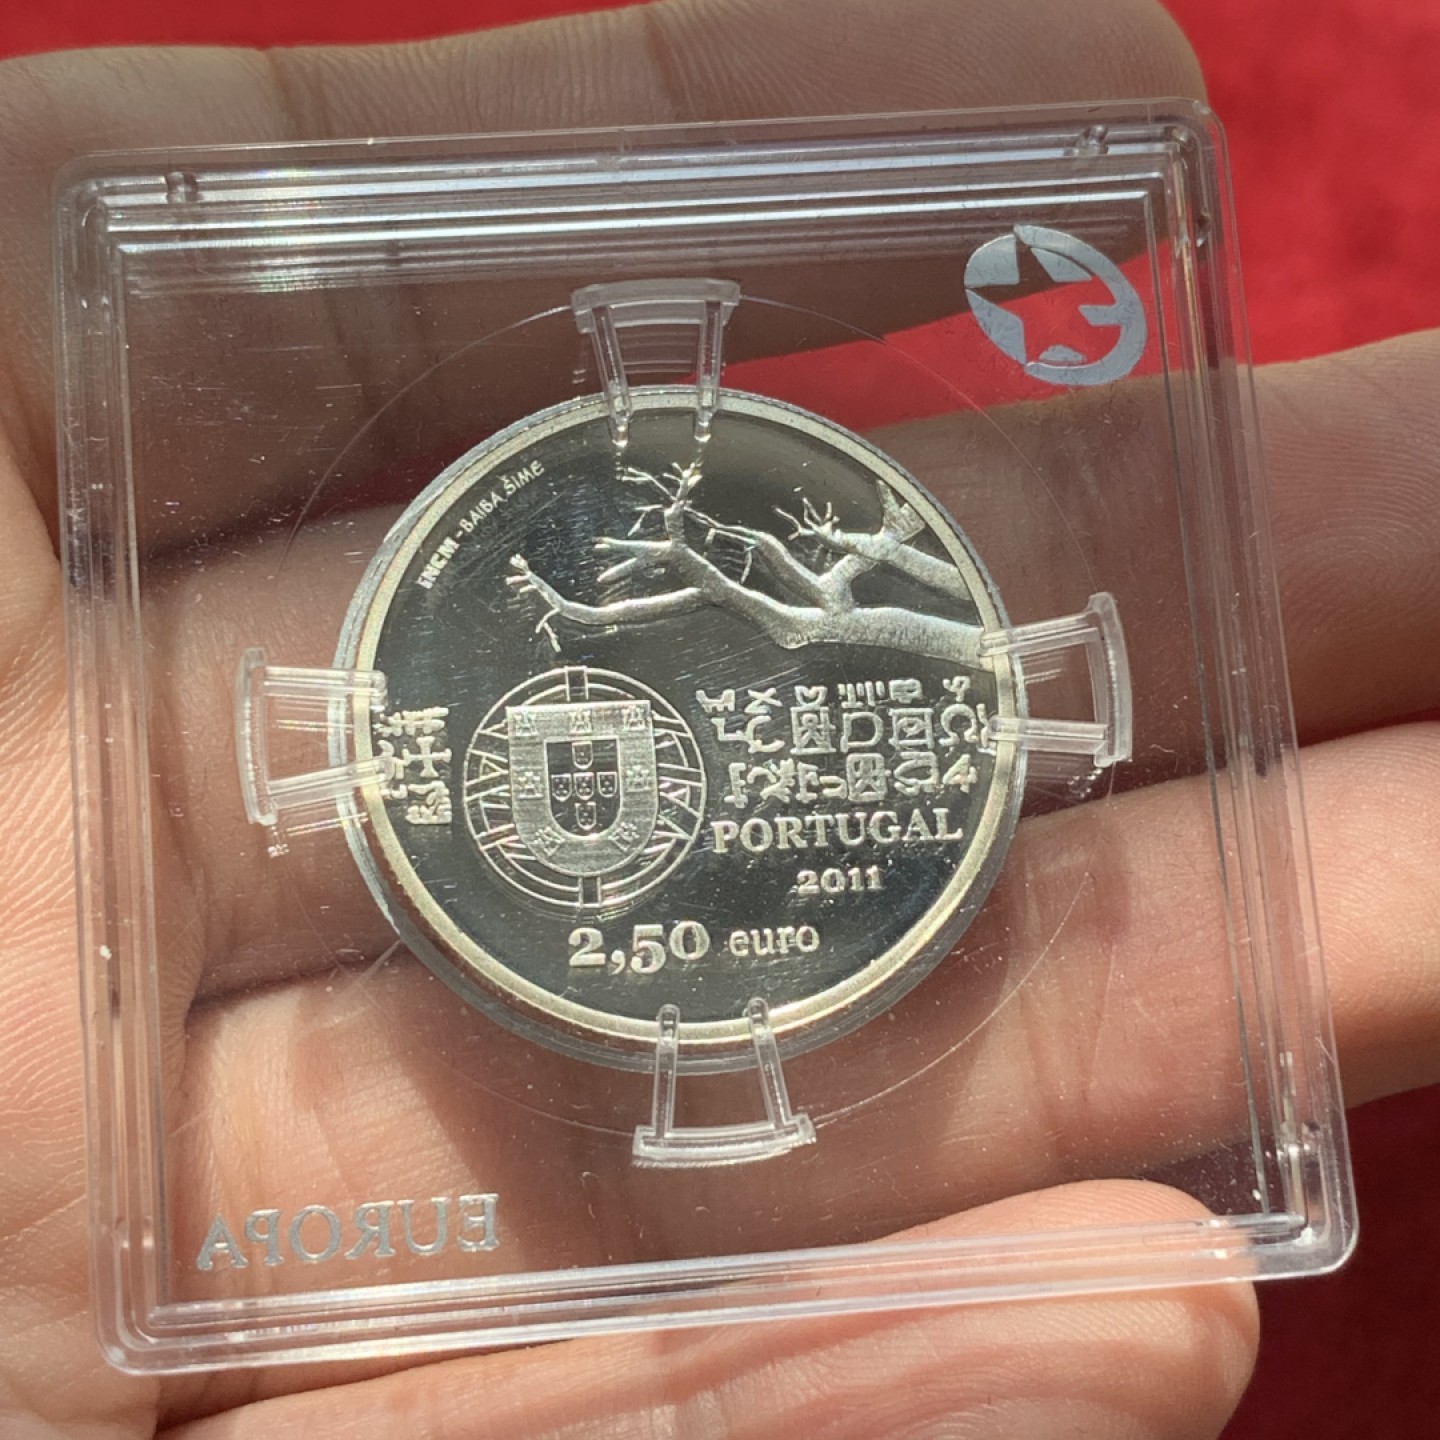 INCM - BAIBA ŠIME
PORTUGAL
2011
2,50 euro
EUROPA